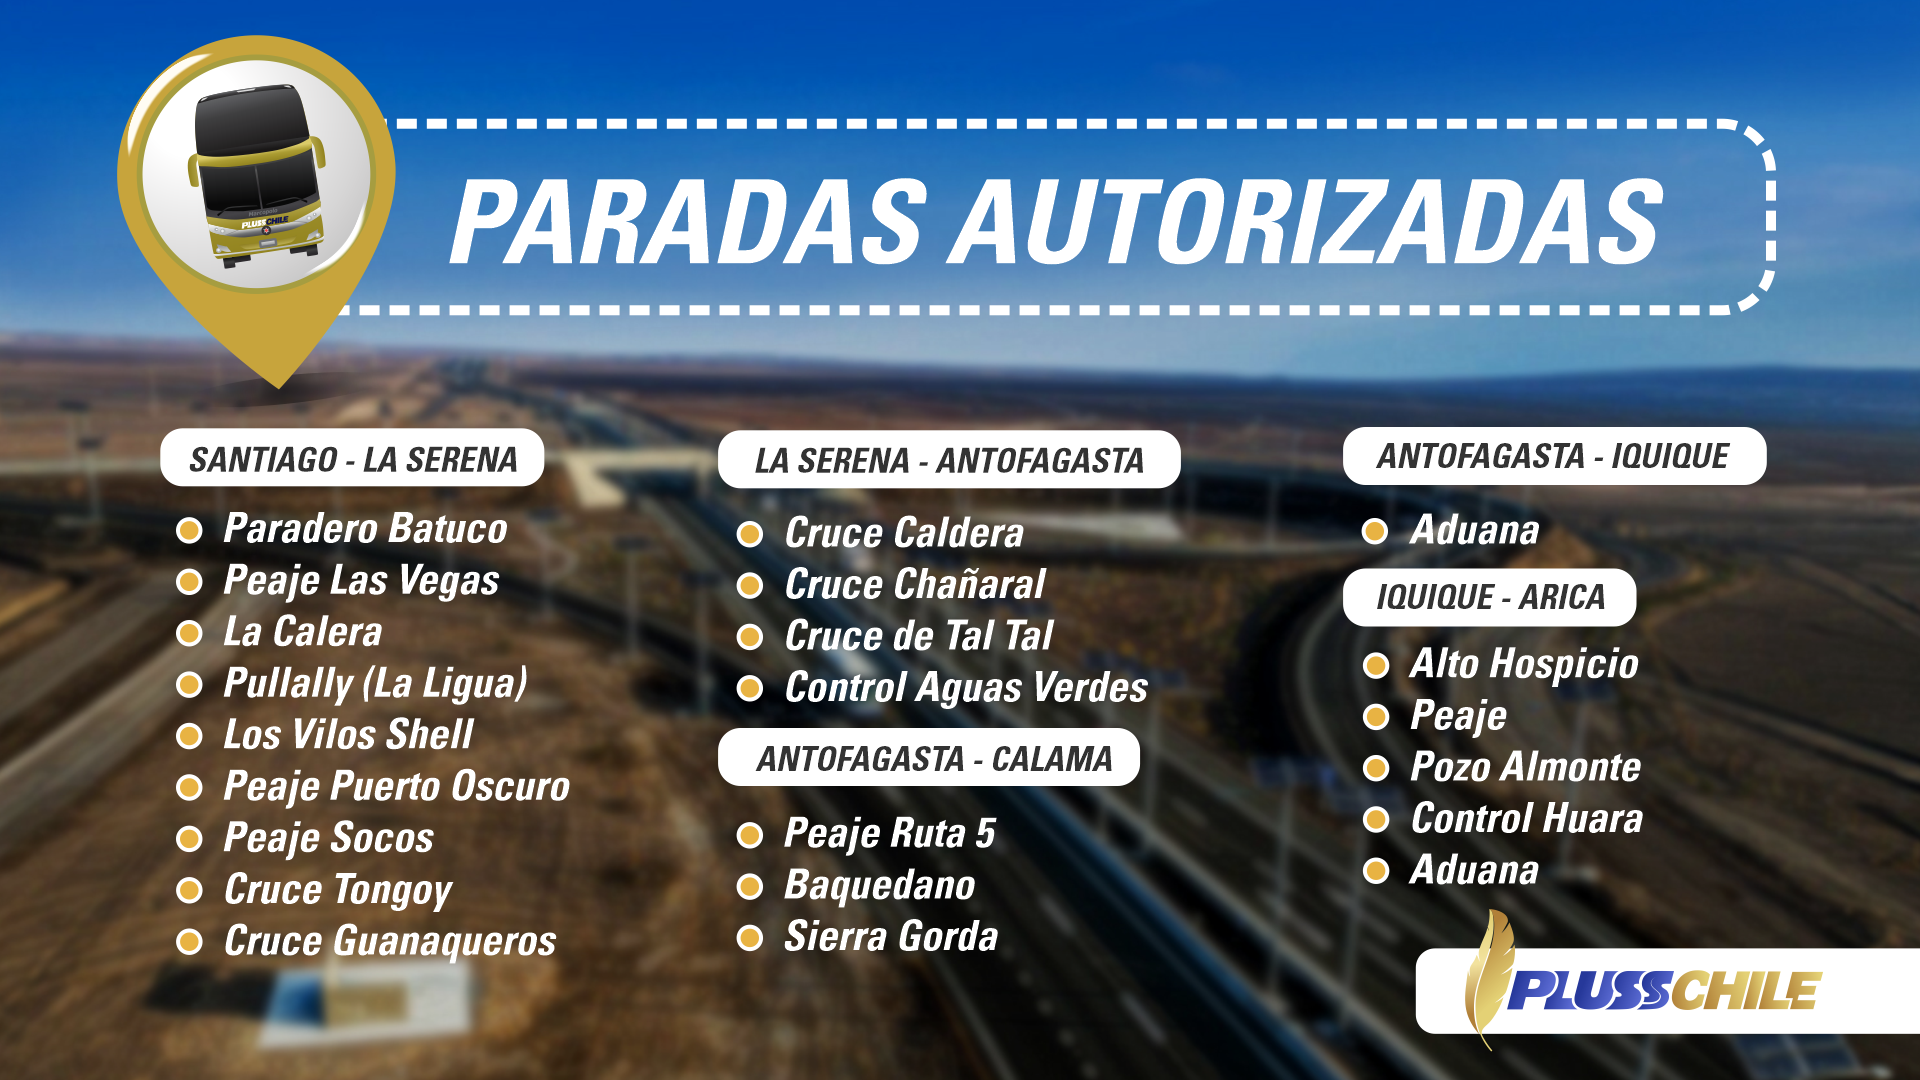 PLUSSCHILE
PARADAS AUTORIZADAS
SANTIAGO - LA SERENA
Paradero Batuco
Peaje Las Vegas
La Calera
Pullally (La Ligua)
Los Vilos Shell
Peaje Puerto Oscuro
Peaje Socos
Cruce Tongoy
Cruce Guanaqueros
LA SERENA - ANTOFAGASTA
Cruce Caldera
Cruce Chañaral
Cruce de Tal Tal
Control Aguas Verdes
ANTOFAGASTA - CALAMA
Peaje Ruta 5
Baquedano
Sierra Gorda
ANTOFAGASTA - IQUIQUE
Aduana
IQUIQUE - ARICA
Alto Hospicio
Peaje
Pozo Almonte
Control Huara
Aduana
PLUSSCHILE